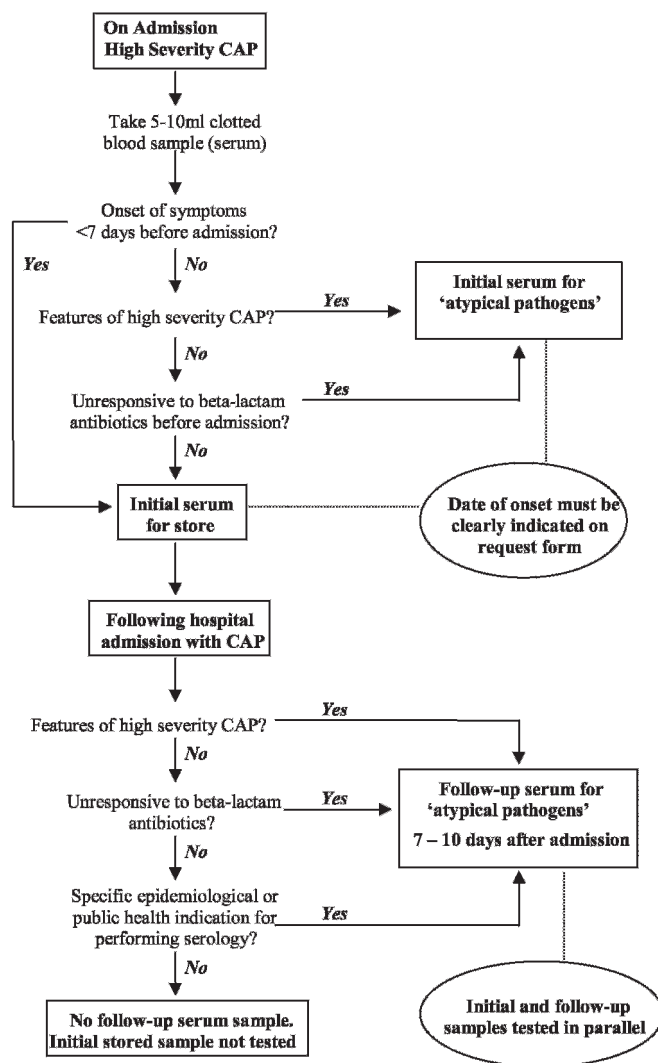 On Admission
High Severity CAP
Take 5-10ml clotted
blood sample (serum)
Onset of symptoms
<7 days before admission?
Yes
No
Features of high severity CAP?
Yes
Initial serum for
‘atypical pathogens’
No
Unresponsive to beta-lactam
antibiotics before admission?
Yes
No
Initial serum
for store
Date of onset must be
clearly indicated on
request form
Following hospital
admission with CAP
Features of high severity CAP?
Yes
No
Unresponsive to beta-lactam
antibiotics?
Yes
Follow-up serum for
‘atypical pathogens’
7 – 10 days after admission
No
Specific epidemiological or
public health indication for
performing serology?
Yes
No
No follow-up serum sample.
Initial stored sample not tested
Initial and follow-up
samples tested in parallel